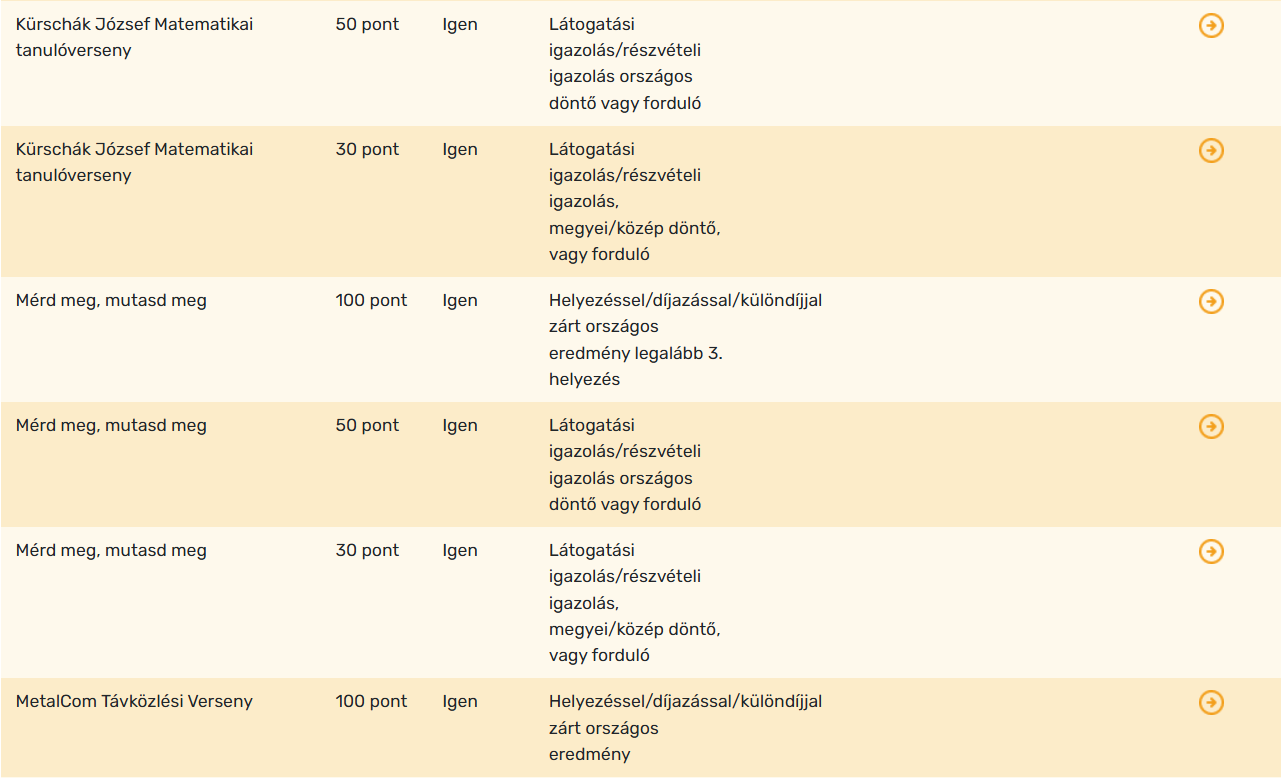 Kürschák József Matematikai
tanulóverseny
50 pont
Igen
Látogatási
igazolás/részvételi
igazolás országos
döntő vagy forduló
Kürschák József Matematikai
tanulóverseny
30 pont
Igen
Látogatási
igazolás/részvételi
igazolás,
megyei/közép döntő,
vagy forduló
Mérd meg, mutasd meg
100 pont
Igen
Helyezéssel/díjazással/különdíjjal
zárt országos
eredmény legalább 3.
helyezés
Mérd meg, mutasd meg
50 pont
Igen
Látogatási
igazolás/részvételi
igazolás országos
döntő vagy forduló
Mérd meg, mutasd meg
30 pont
Igen
Látogatási
igazolás/részvételi
igazolás,
megyei/közép döntő,
vagy forduló
MetalCom Távközlési Verseny
100 pont
Igen
Helyezéssel/díjazással/különdíjjal
zárt országos
eredmény